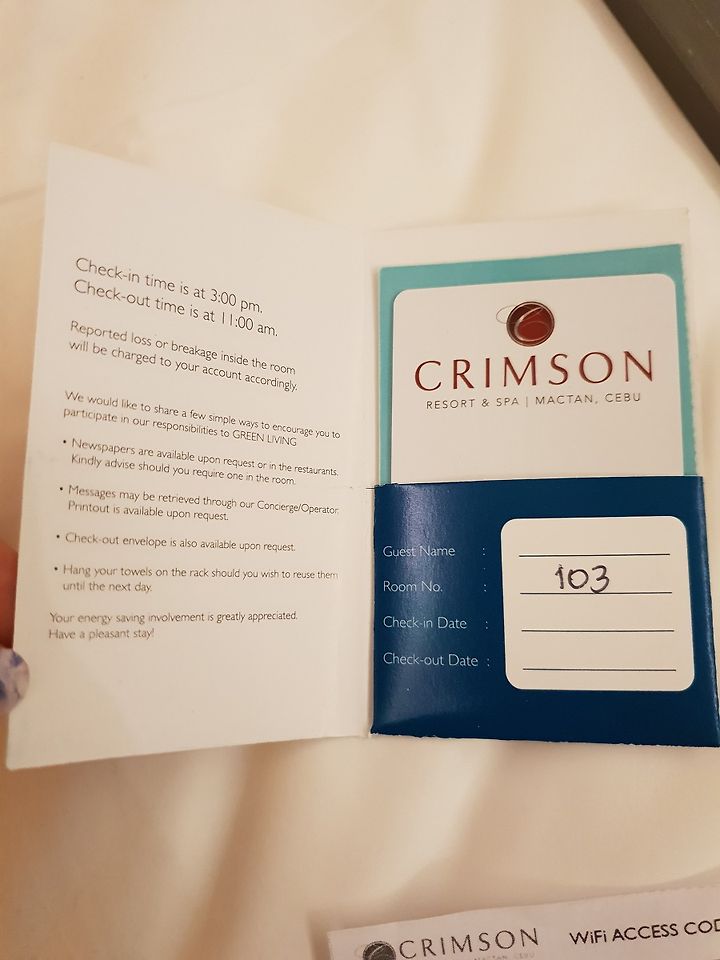 Check-in time is at 3:00 pm.
Check-out time is at 11:00 am.
Reported loss or breakage inside the room
will be charged to your account accordingly.
We would like to share a few simple ways to encourage you to
participate in our responsibilities to GREEN LIVING
• Newspapers are available upon request or in the restaurants.
Kindly advise should you require one in the room.
• Messages may be retrieved through our Concierge/Operator.
Printout is available upon request.
• Check-out envelope is also available upon request.
• Hang your towels on the rack should you wish to reuse them
until the next day.
Your energy saving involvement is greatly appreciated.
Have a pleasant stay!
CRIMSON
RESORT & SPA | MACTAN, CEBU
Guest Name :
Room No. : 103
Check-in Date :
Check-out Date :
CRIMSON WiFi ACCESS COD
MACTAN, CEBU